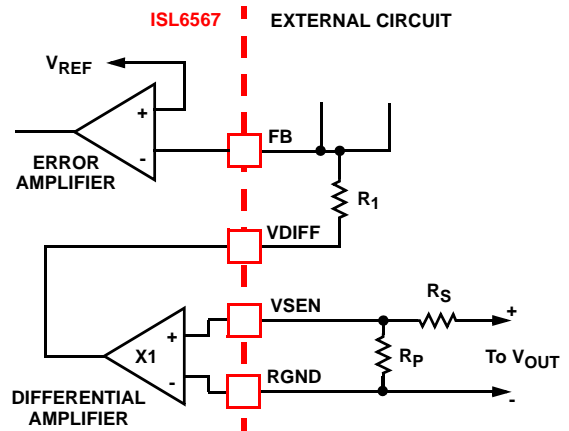 ISL6567 EXTERNAL CIRCUIT
VREF
+
-
FB
ERROR
AMPLIFIER
R1
VDIFF
VSEN
RS
+
+
X1
RP
To VOUT
-
RGND
-
DIFFERENTIAL
AMPLIFIER